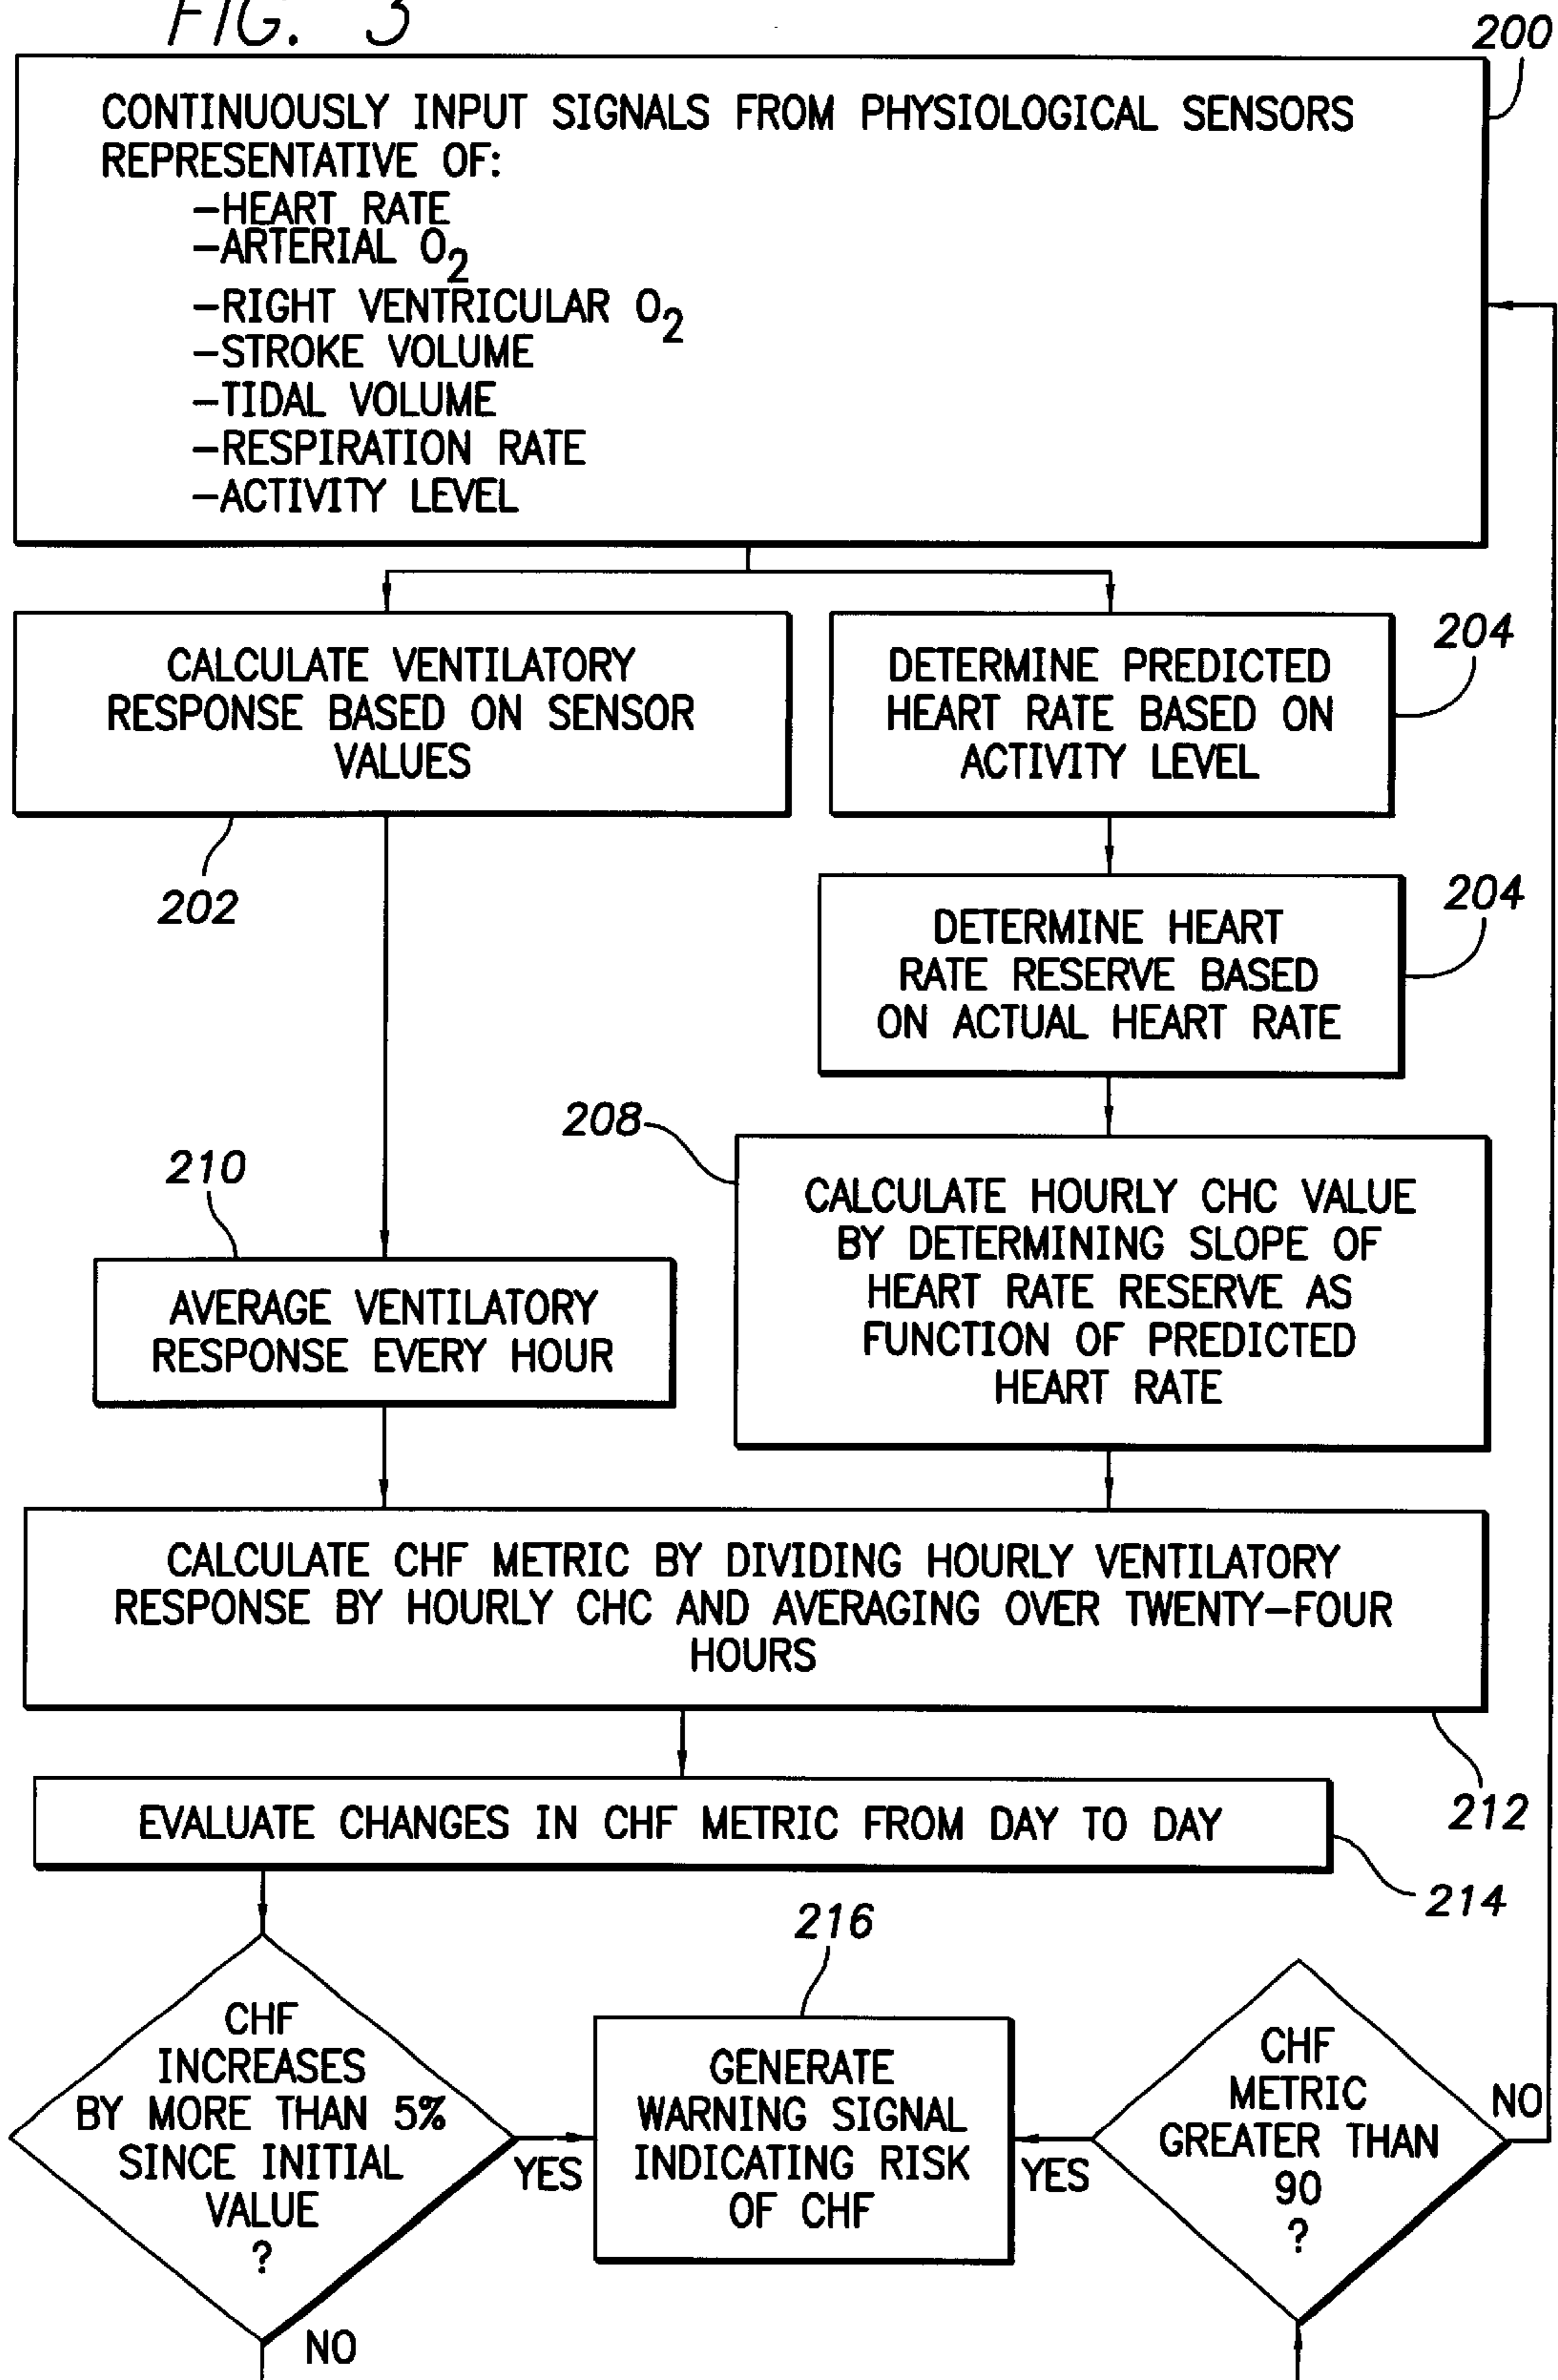 FIG. 3
200
CONTINUOUSLY INPUT SIGNALS FROM PHYSIOLOGICAL SENSORS
REPRESENTATIVE OF:
-HEART RATE
-ARTERIAL O2
-RIGHT VENTRICULAR O2
-STROKE VOLUME
-TIDAL VOLUME
-RESPIRATION RATE
-ACTIVITY LEVEL
CALCULATE VENTILATORY
RESPONSE BASED ON SENSOR
VALUES
202
DETERMINE PREDICTED
HEART RATE BASED ON
ACTIVITY LEVEL
204
DETERMINE HEART
RATE RESERVE BASED
ON ACTUAL HEART RATE
204
208
CALCULATE HOURLY CHC VALUE
BY DETERMINING SLOPE OF
HEART RATE RESERVE AS
FUNCTION OF PREDICTED
HEART RATE
210
AVERAGE VENTILATORY
RESPONSE EVERY HOUR
CALCULATE CHF METRIC BY DIVIDING HOURLY VENTILATORY
RESPONSE BY HOURLY CHC AND AVERAGING OVER TWENTY-FOUR
HOURS
212
EVALUATE CHANGES IN CHF METRIC FROM DAY TO DAY
214
CHF
INCREASES
BY MORE THAN 5%
SINCE INITIAL
VALUE
?
YES
NO
216
GENERATE
WARNING SIGNAL
INDICATING RISK
OF CHF
YES
CHF
METRIC
GREATER THAN
90
?
NO